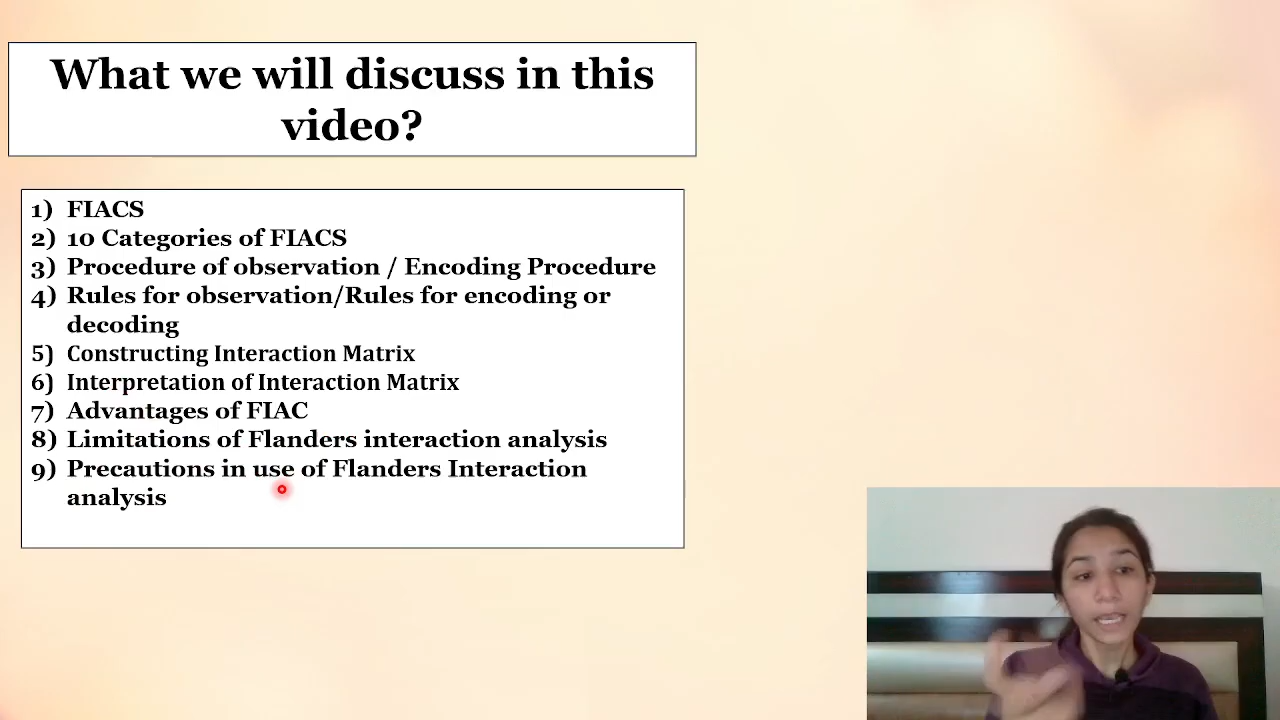 What we will discuss in this
video?
1) FIACS
2) 10 Categories of FIACS
3) Procedure of observation / Encoding Procedure
4) Rules for observation/Rules for encoding or
decoding
5) Constructing Interaction Matrix
6) Interpretation of Interaction Matrix
7) Advantages of FIAC
8) Limitations of Flanders interaction analysis
9) Precautions in use of Flanders Interaction
analysis